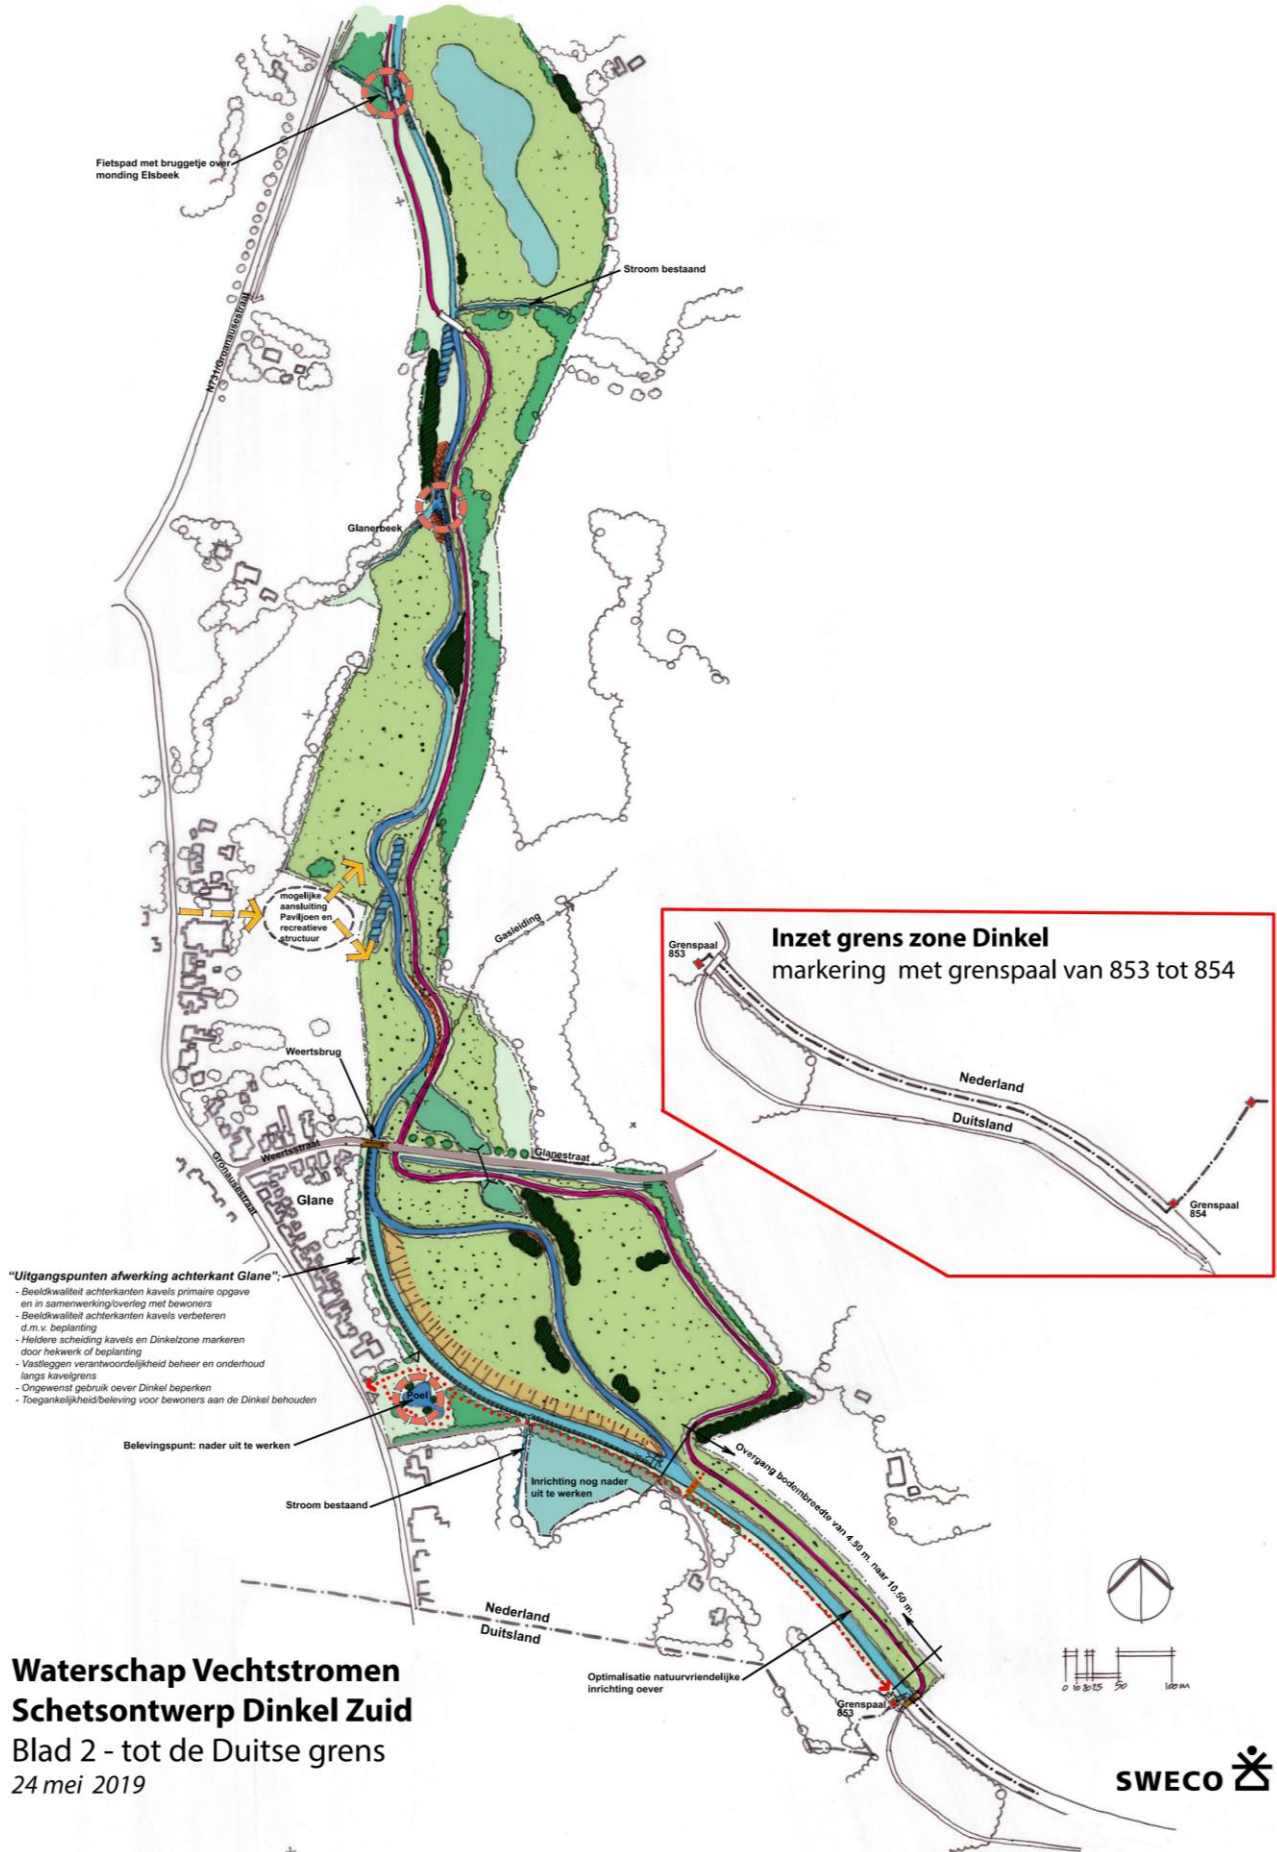 Fietspad met bruggetje over
monding Elsbeek
Stroom bestaand
N731/Gronausestraat
Glanerbeek
mogelijke
aansluiting
Paviljoen en
recreatieve
structuur
Gasleiding
Inzet grens zone Dinkel
markering met grenspaal van 853 tot 854
Grenspaal
853
Nederland
Duitsland
Grenspaal
854
Weertsbrug
Weertsstraat
Glanestraat
Gronausestraat
Glane
"Uitgangspunten afwerking achterkant Glane";
- Beeldkwaliteit achterkanten kavels primaire opgave
en in samenwerking/overleg met bewoners
- Beeldkwaliteit achterkanten kavels verbeteren
d.m.v. beplanting
- Heldere scheiding kavels en Dinkelzone markeren
door hekwerk of beplanting
- Vastleggen verantwoordelijkheid beheer en onderhoud
langs kavelgrens
- Ongewenst gebruik oever Dinkel beperken
- Toegankelijkheid/beleving voor bewoners aan de Dinkel behouden
Poel
Belevingspunt: nader uit te werken
Stroom bestaand
Inrichting nog nader
uit te werken
Overgang bodembreedte van 4.50 m. naar 10.50 m.
Nederland
Duitsland
Optimalisatie natuurvriendelijke
inrichting oever
Grenspaal
853
0 10 20 25 50 100m
Waterschap Vechtstromen
Schetsontwerp Dinkel Zuid
Blad 2 - tot de Duitse grens
24 mei 2019
SWECO